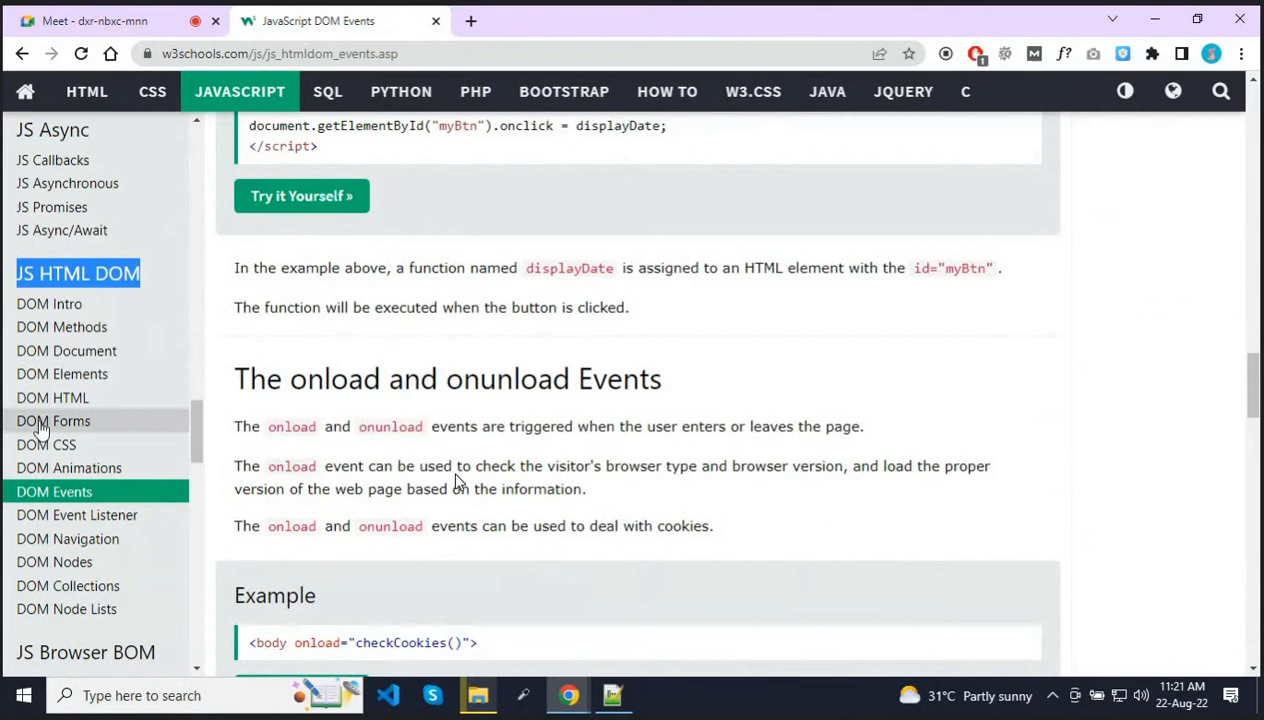 Meet - dxr-nbxc-mnn
JavaScript DOM Events
w3schools.com/js/js_htmldom_events.asp
1
M
f?
HTML CSS JAVASCRIPT SQL PYTHON PHP BOOTSTRAP HOW TO W3.CSS JAVA JQUERY C
JS Async
JS Callbacks
JS Asynchronous
JS Promises
JS Async/Await
JS HTML DOM
DOM Intro
DOM Methods
DOM Document
DOM Elements
DOM HTML
DOM Forms
DOM CSS
DOM Animations
DOM Events
DOM Event Listener
DOM Navigation
DOM Nodes
DOM Collections
DOM Node Lists
JS Browser BOM
document.getElementById("myBtn").onclick = displayDate;
</script>
Try it Yourself »
In the example above, a function named displayDate is assigned to an HTML element with the id="myBtn".
The function will be executed when the button is clicked.
The onload and onunload Events
The onload and onunload events are triggered when the user enters or leaves the page.
The onload event can be used to check the visitor's browser type and browser version, and load the proper
version of the web page based on the information.
The onload and onunload events can be used to deal with cookies.
Example
<body onload="checkCookies()">
Type here to search
31°C Partly sunny
11:21 AM
22-Aug-22